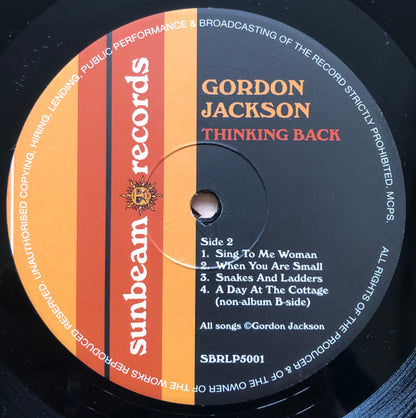 UNAUTHORISED COPYING, HIRING, LENDING, PUBLIC PERFORMANCE & BROADCASTING OF THE RECORD STRICTLY PROHIBITED. MCPS.
ALL RIGHTS OF THE PRODUCER & OF THE OWNER OF THE WORKS REPRODUCED RESERVED.
sunbeam records
GORDON
JACKSON
THINKING BACK
Side 2
1. Sing To Me Woman
2. When You Are Small
3. Snakes And Ladders
4. A Day At The Cottage
(non-album B-side)
All songs ©Gordon Jackson
SBRLP5001